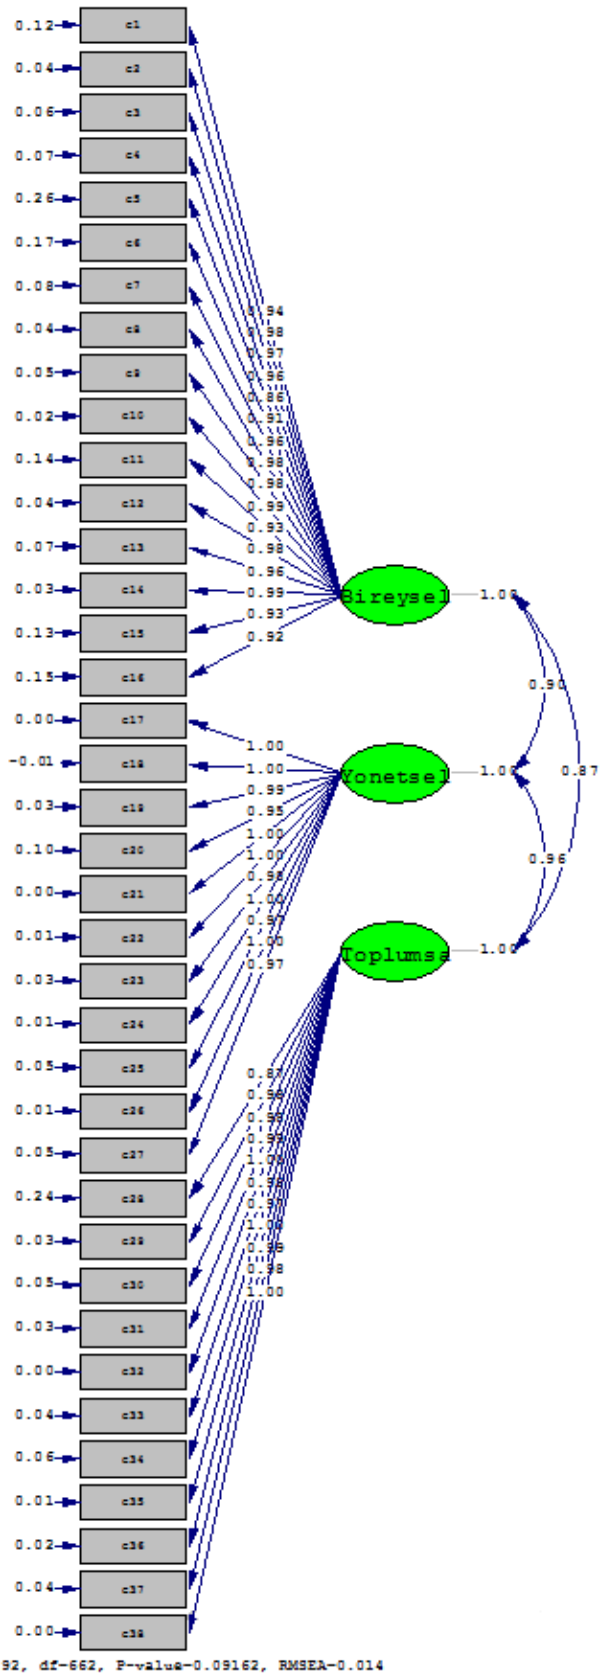 0.12 c1
0.04 c2
0.06 c3
0.07 c4
0.26 c5
0.17 c6
0.08 c7
0.94
0.04 c8
0.98
0.97
0.05 c9
0.96
0.86
0.02 c10
0.91
0.96
0.14 c11
0.98
0.98
0.04 c12
0.99
0.93
0.07 c13
0.98
0.96
0.03 c14
0.99
Bireysel 1.00
0.13 c15
0.93
0.92
0.15 c16
0.90
0.00 c17
1.00
-0.01 c18
1.00
Yonetsel 1.00
0.87
0.99
0.03 c19
0.95
1.00
0.10 c20
1.00
0.96
0.98
0.00 c21
1.00
0.97
0.01 c22
1.00
Toplumsa 1.00
0.97
0.03 c23
0.01 c24
0.05 c25
0.87
0.98
0.01 c26
0.99
0.05 c27
1.00
0.24 c28
1.00
0.03 c29
0.99
0.98
0.05 c30
1.00
0.03 c31
0.00 c32
0.04 c33
0.06 c34
0.01 c35
0.02 c36
0.04 c37
0.00 c38
92, df-662, P-value-0.09162, RMSEA-0.014